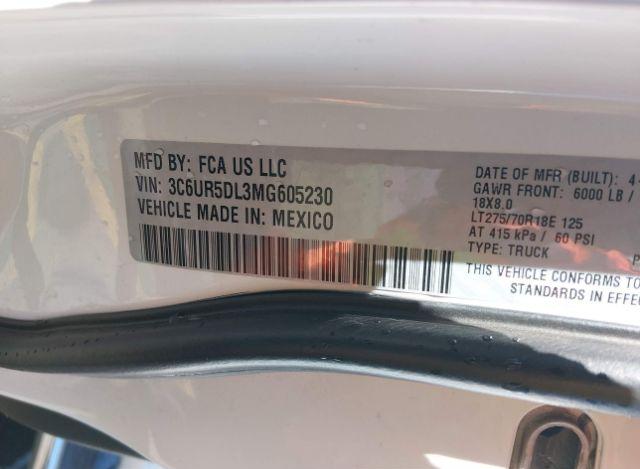 MFD BY: FCA US LLC
VIN: 3C6UR5DL3MG605230
VEHICLE MADE IN: MEXICO
DATE OF MFR (BUILT): 4-
GAWR FRONT: 6000 LB /
18X8.0
LT275/70R18E 125
AT 415 kPa / 60 PSI
TYPE: TRUCK
P
THIS VEHICLE CONFORMS TO
STANDARDS IN EFFE